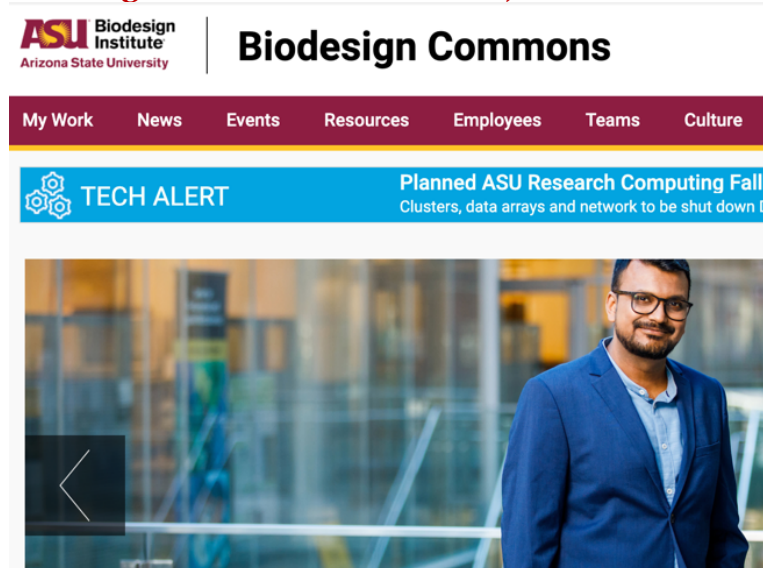 ASU Biodesign
Institute
Arizona State University
Biodesign Commons
My Work News Events Resources Employees Teams Culture
TECH ALERT
Planned ASU Research Computing Fall
Clusters, data arrays and network to be shut down